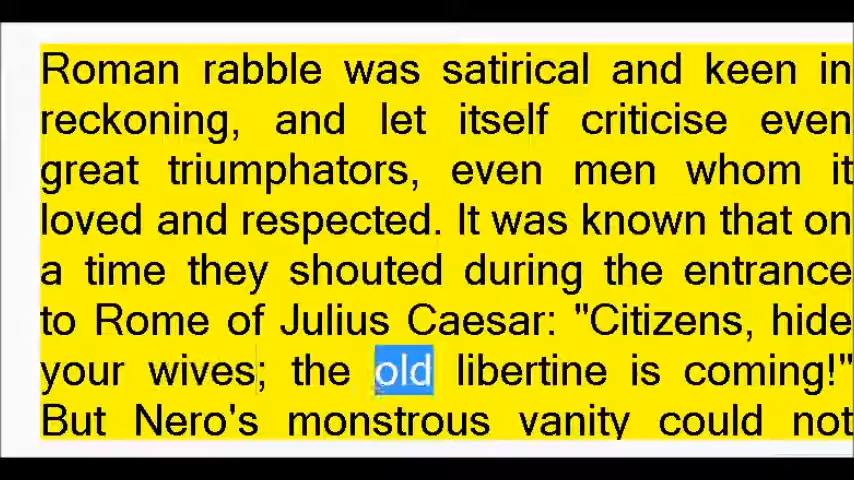 Roman rabble was satirical and keen in
reckoning, and let itself criticise even
great triumphators, even men whom it
loved and respected. It was known that on
a time they shouted during the entrance
to Rome of Julius Caesar: "Citizens, hide
your wives; the old libertine is coming!"
But Nero's monstrous vanity could not